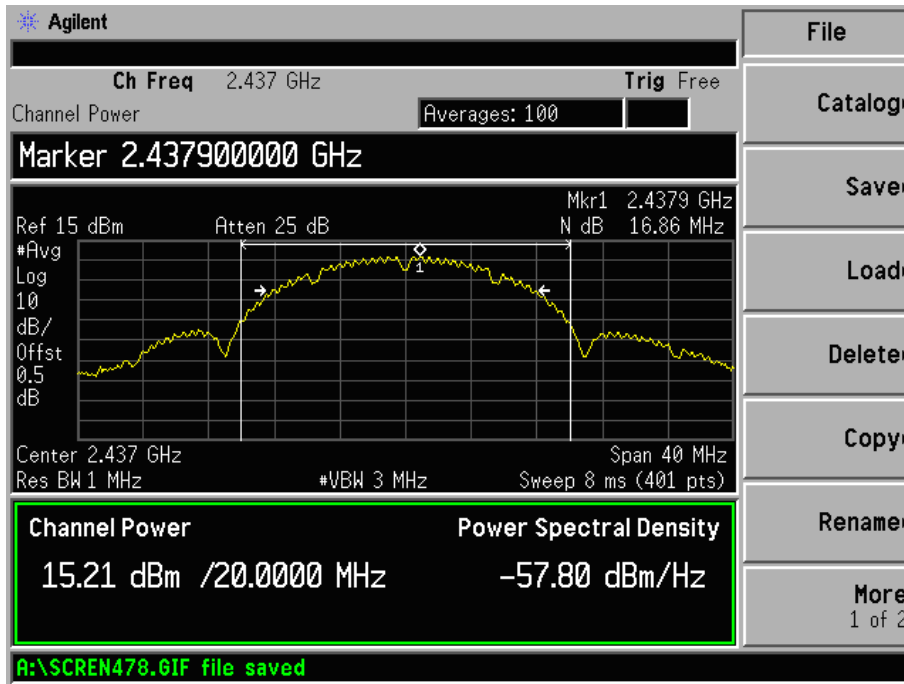 Agilent
File
Ch Freq 2.437 GHz Trig Free
Channel Power Averages: 100
Catalog
Marker 2.437900000 GHz
Save
Mkr1 2.4379 GHz
Ref 15 dBm Atten 25 dB N dB 16.86 MHz
#Avg
Log
10
dB/
Offst
0.5
dB
1
Load
Delete
Copy
Center 2.437 GHz Span 40 MHz
Res BW 1 MHz #VBW 3 MHz Sweep 8 ms (401 pts)
Channel Power Power Spectral Density
15.21 dBm /20.0000 MHz -57.80 dBm/Hz
Rename
More
1 of 2
A:\SCREN478.GIF file saved